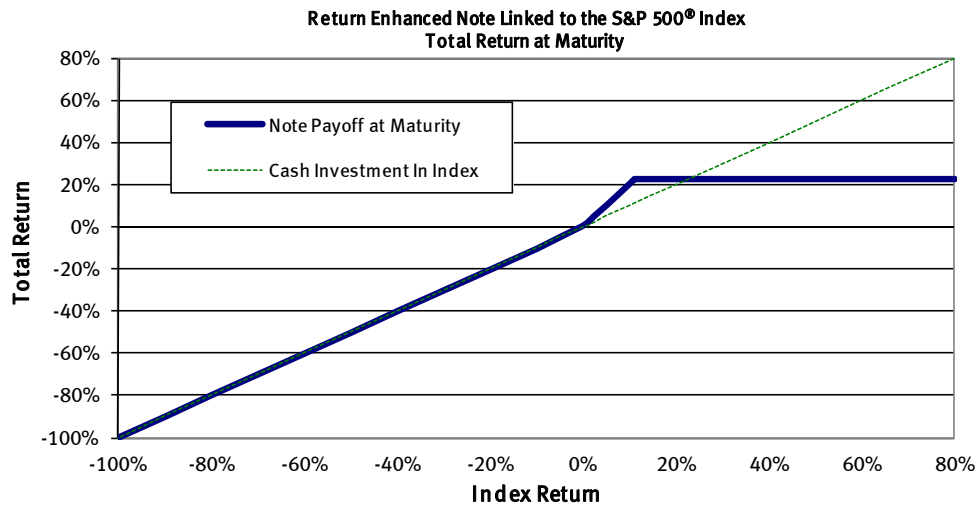 Return Enhanced Note Linked to the S&P 500® Index
Total Return at Maturity
80%
60%
40%
20%
0%
-20%
-40%
-60%
-80%
-100%
Total Return
Note Payoff at Maturity
Cash Investment In Index
-100% -80% -60% -40% -20% 0% 20% 40% 60% 80%
Index Return